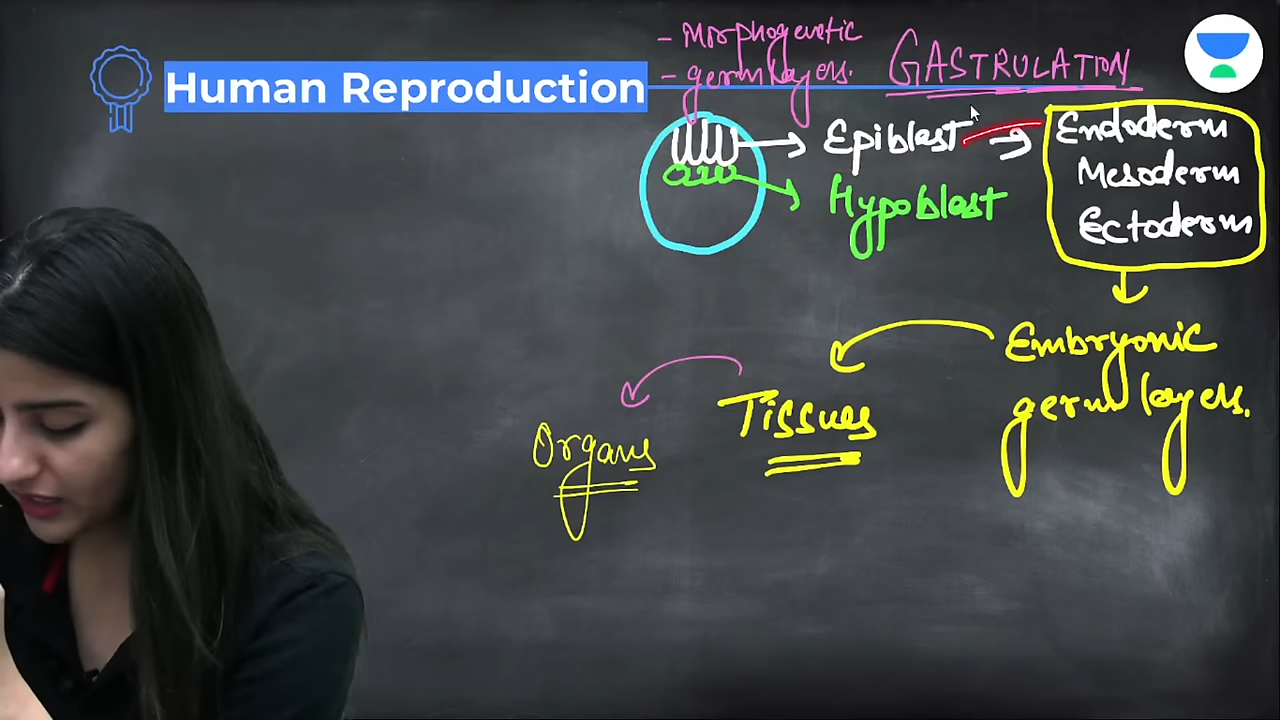 Human Reproduction
- Morphogenetic
- germ layers.
GASTRULATION
Epiblast
Hypoblast
Endoderm
Mesoderm
Ectoderm
Embryonic
germ layers.
Tissues
Organs